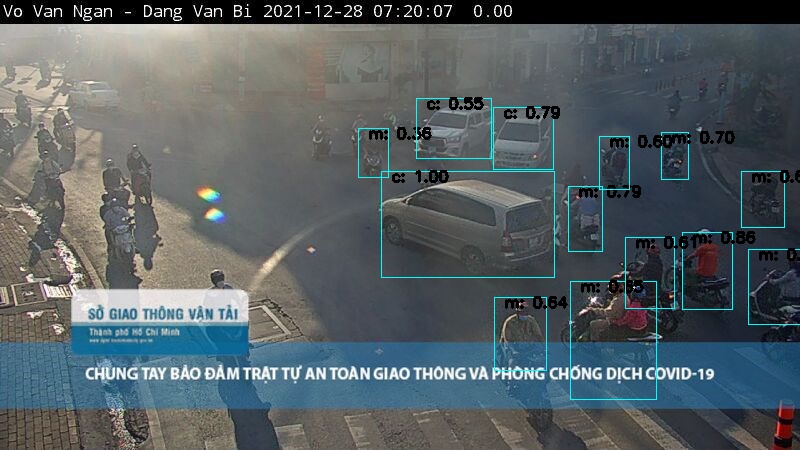 Vo Van Ngan - Dang Van Bi 2021-12-28 07:20:07 0.00
c: 0.55
c: 0.79
m: 0.36
m: 0.60
m: 0.70
c: 1.00
m: 0.6
m: 0.79
m: 0.61
m: 0.86
m: 0.
m: 0.64
SỞ GIAO THÔNG VẬN TẢI
Thành phố Hồ Chí Minh
CHUNG TAY BẢO ĐẢM TRẬT TỰ AN TOÀN GIAO THÔNG VÀ PHÒNG CHỐNG DỊCH COVID-19